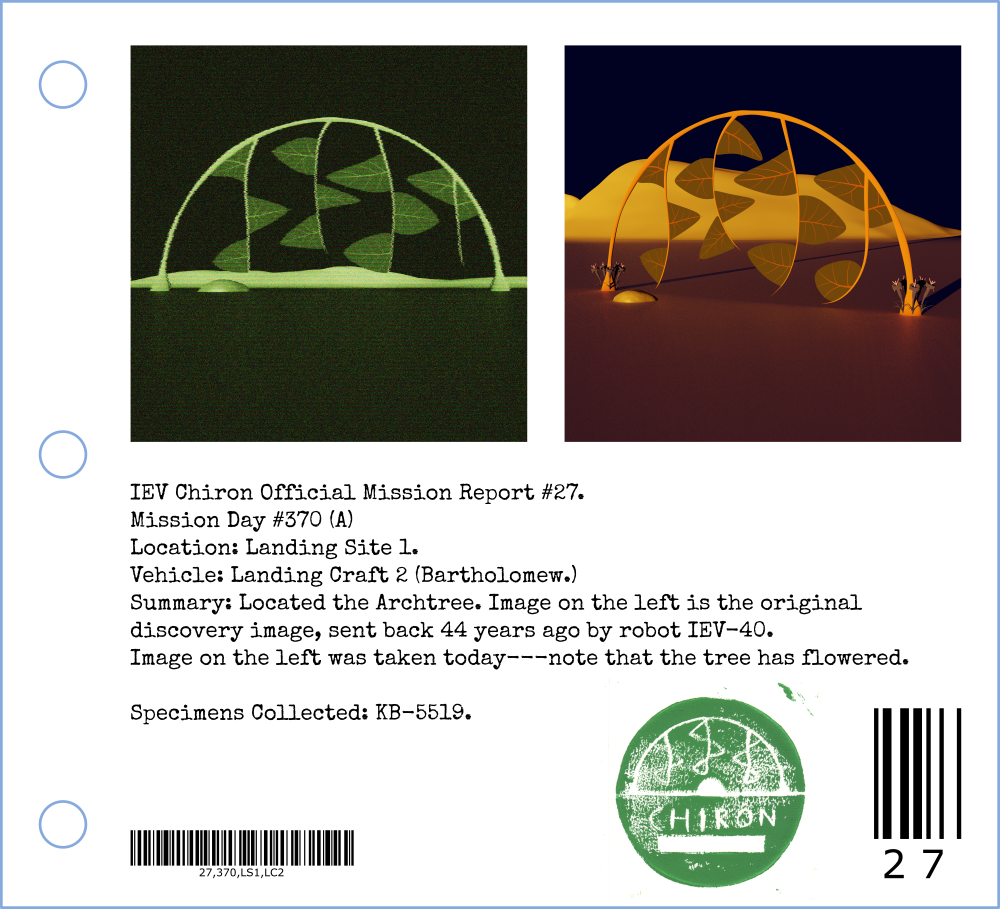 IEV Chiron Official Mission Report #27.
Mission Day #370 (A)
Location: Landing Site 1.
Vehicle: Landing Craft 2 (Bartholomew.)
Summary: Located the Archtree. Image on the left is the original
discovery image, sent back 44 years ago by robot IEV-40.
Image on the left was taken today---note that the tree has flowered.
Specimens Collected: KB-5519.
CHIRON
27,370,LS1,LC2
2 7